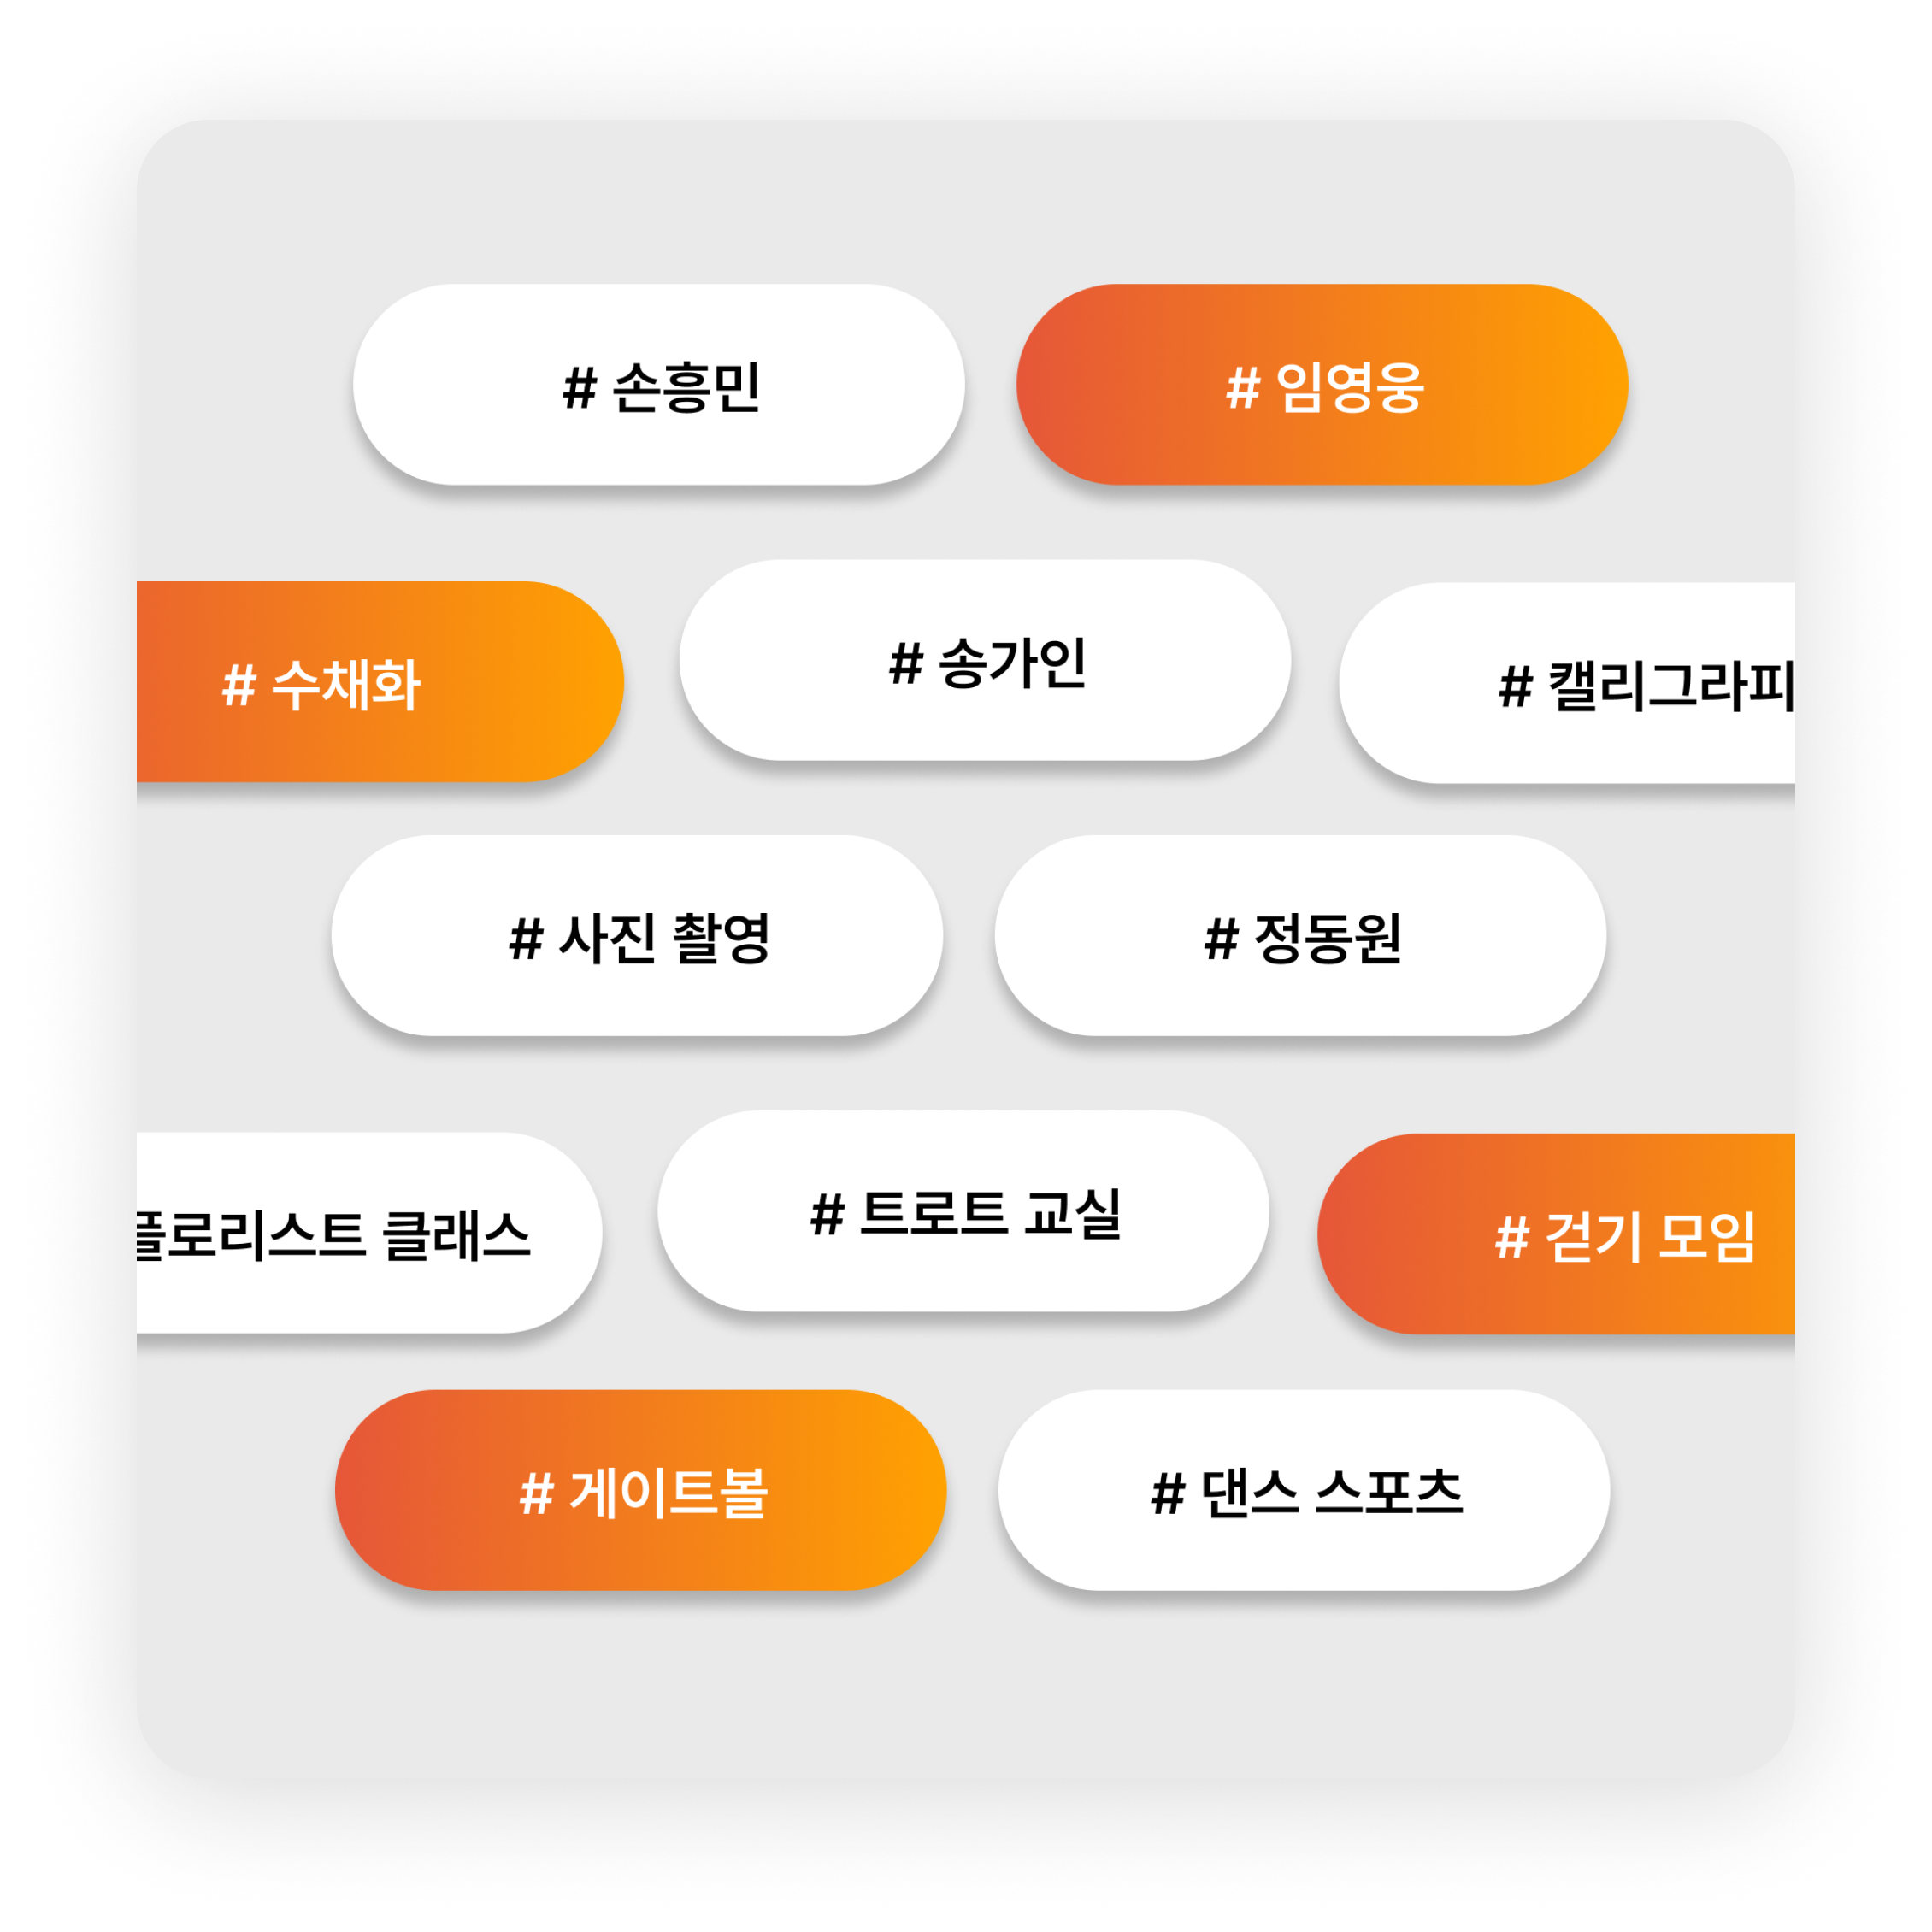 # 손흥민
# 임영웅
# 수채화
# 송가인
# 캘리그라피
# 사진 촬영
# 정동원
플로리스트 클래스
# 트로트 교실
# 걷기 모임
# 게이트볼
# 댄스 스포츠